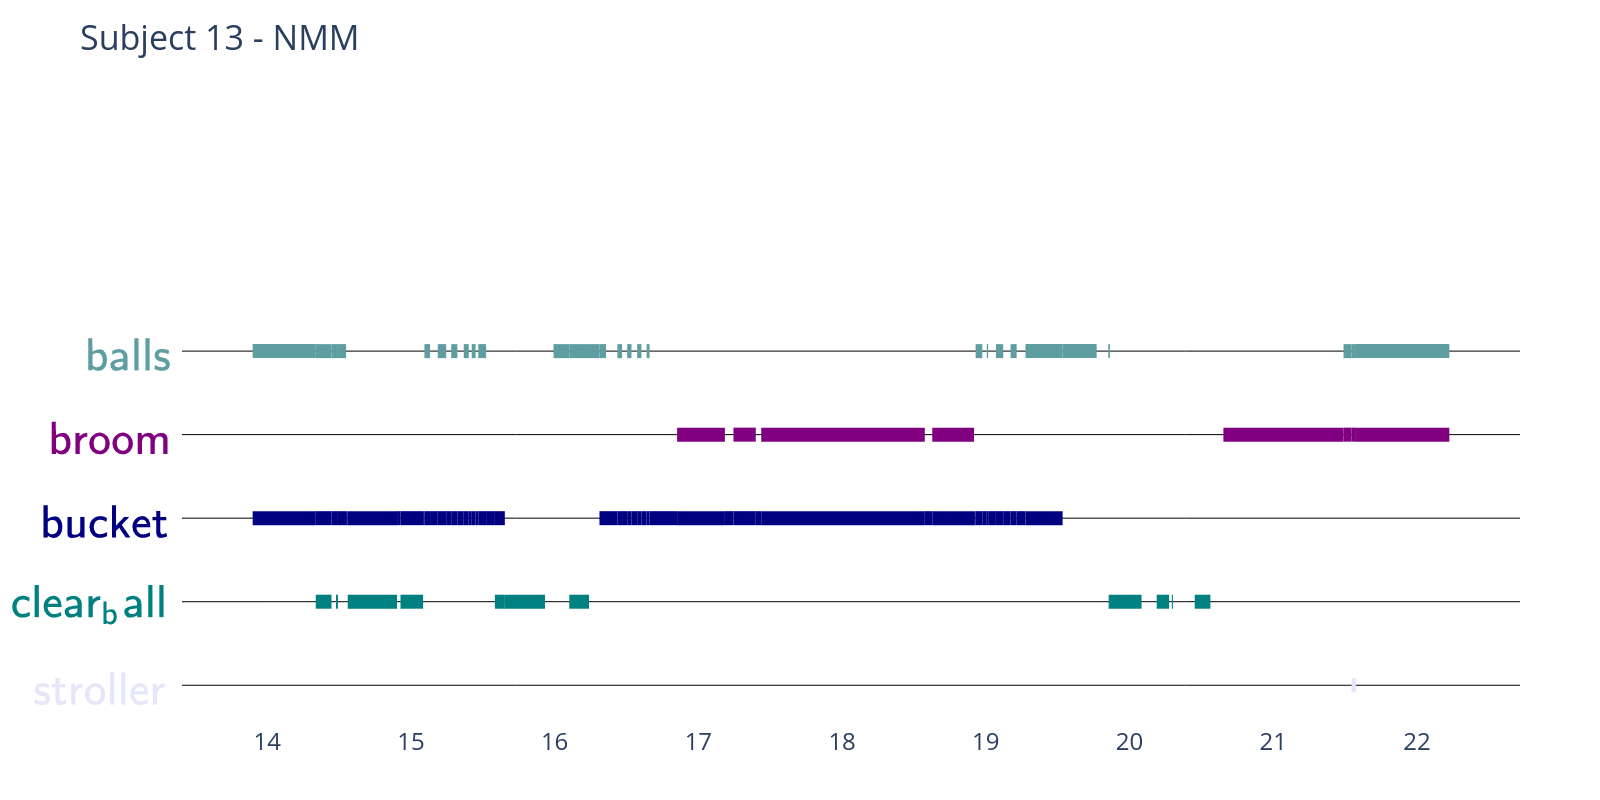 Subject 13 - NMM
balls
broom
bucket
clear_ball
stroller
14 15 16 17 18 19 20 21 22